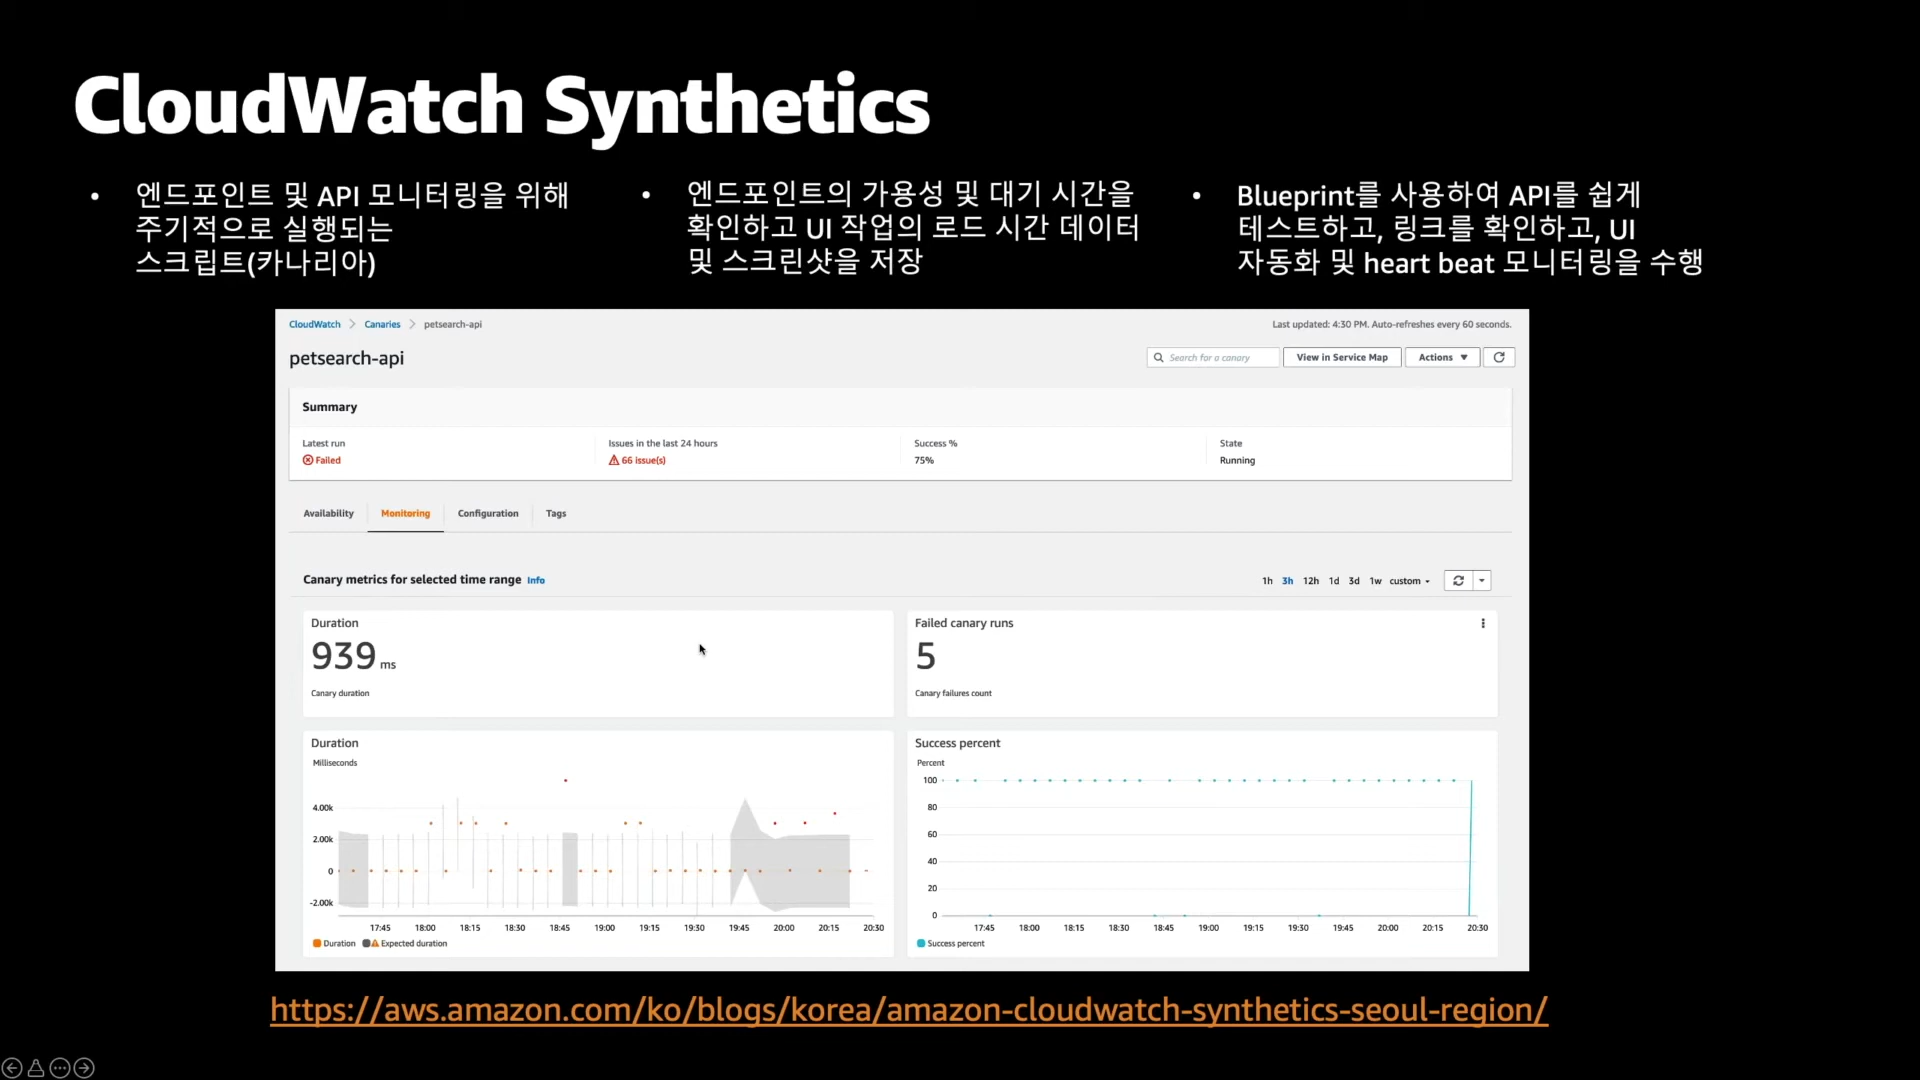 CloudWatch Synthetics
• 엔드포인트 및 API 모니터링을 위해
주기적으로 실행되는
스크립트(카나리아)
• 엔드포인트의 가용성 및 대기 시간을
확인하고 UI 작업의 로드 시간 데이터
및 스크린샷을 저장
• Blueprint를 사용하여 API를 쉽게
테스트하고, 링크를 확인하고, UI
자동화 및 heart beat 모니터링을 수행
CloudWatch > Canaries > petsearch-api
Last updated: 4:30 PM. Auto-refreshes every 60 seconds.
petsearch-api
Search for a canary
View in Service Map
Actions
Summary
Latest run
Failed
Issues in the last 24 hours
66 issue(s)
Success %
75%
State
Running
Availability Monitoring Configuration Tags
Canary metrics for selected time range Info
1h 3h 12h 1d 3d 1w custom
Duration
939 ms
Canary duration
Failed canary runs
5
Canary failures count
Duration
Milliseconds
4.00k
2.00k
0
-2.00k
17:45 18:00 18:15 18:30 18:45 19:00 19:15 19:30 19:45 20:00 20:15 20:30
Duration Expected duration
Success percent
Percent
100
80
60
40
20
0
17:45 18:00 18:15 18:30 18:45 19:00 19:15 19:30 19:45 20:00 20:15 20:30
Success percent
https://aws.amazon.com/ko/blogs/korea/amazon-cloudwatch-synthetics-seoul-region/